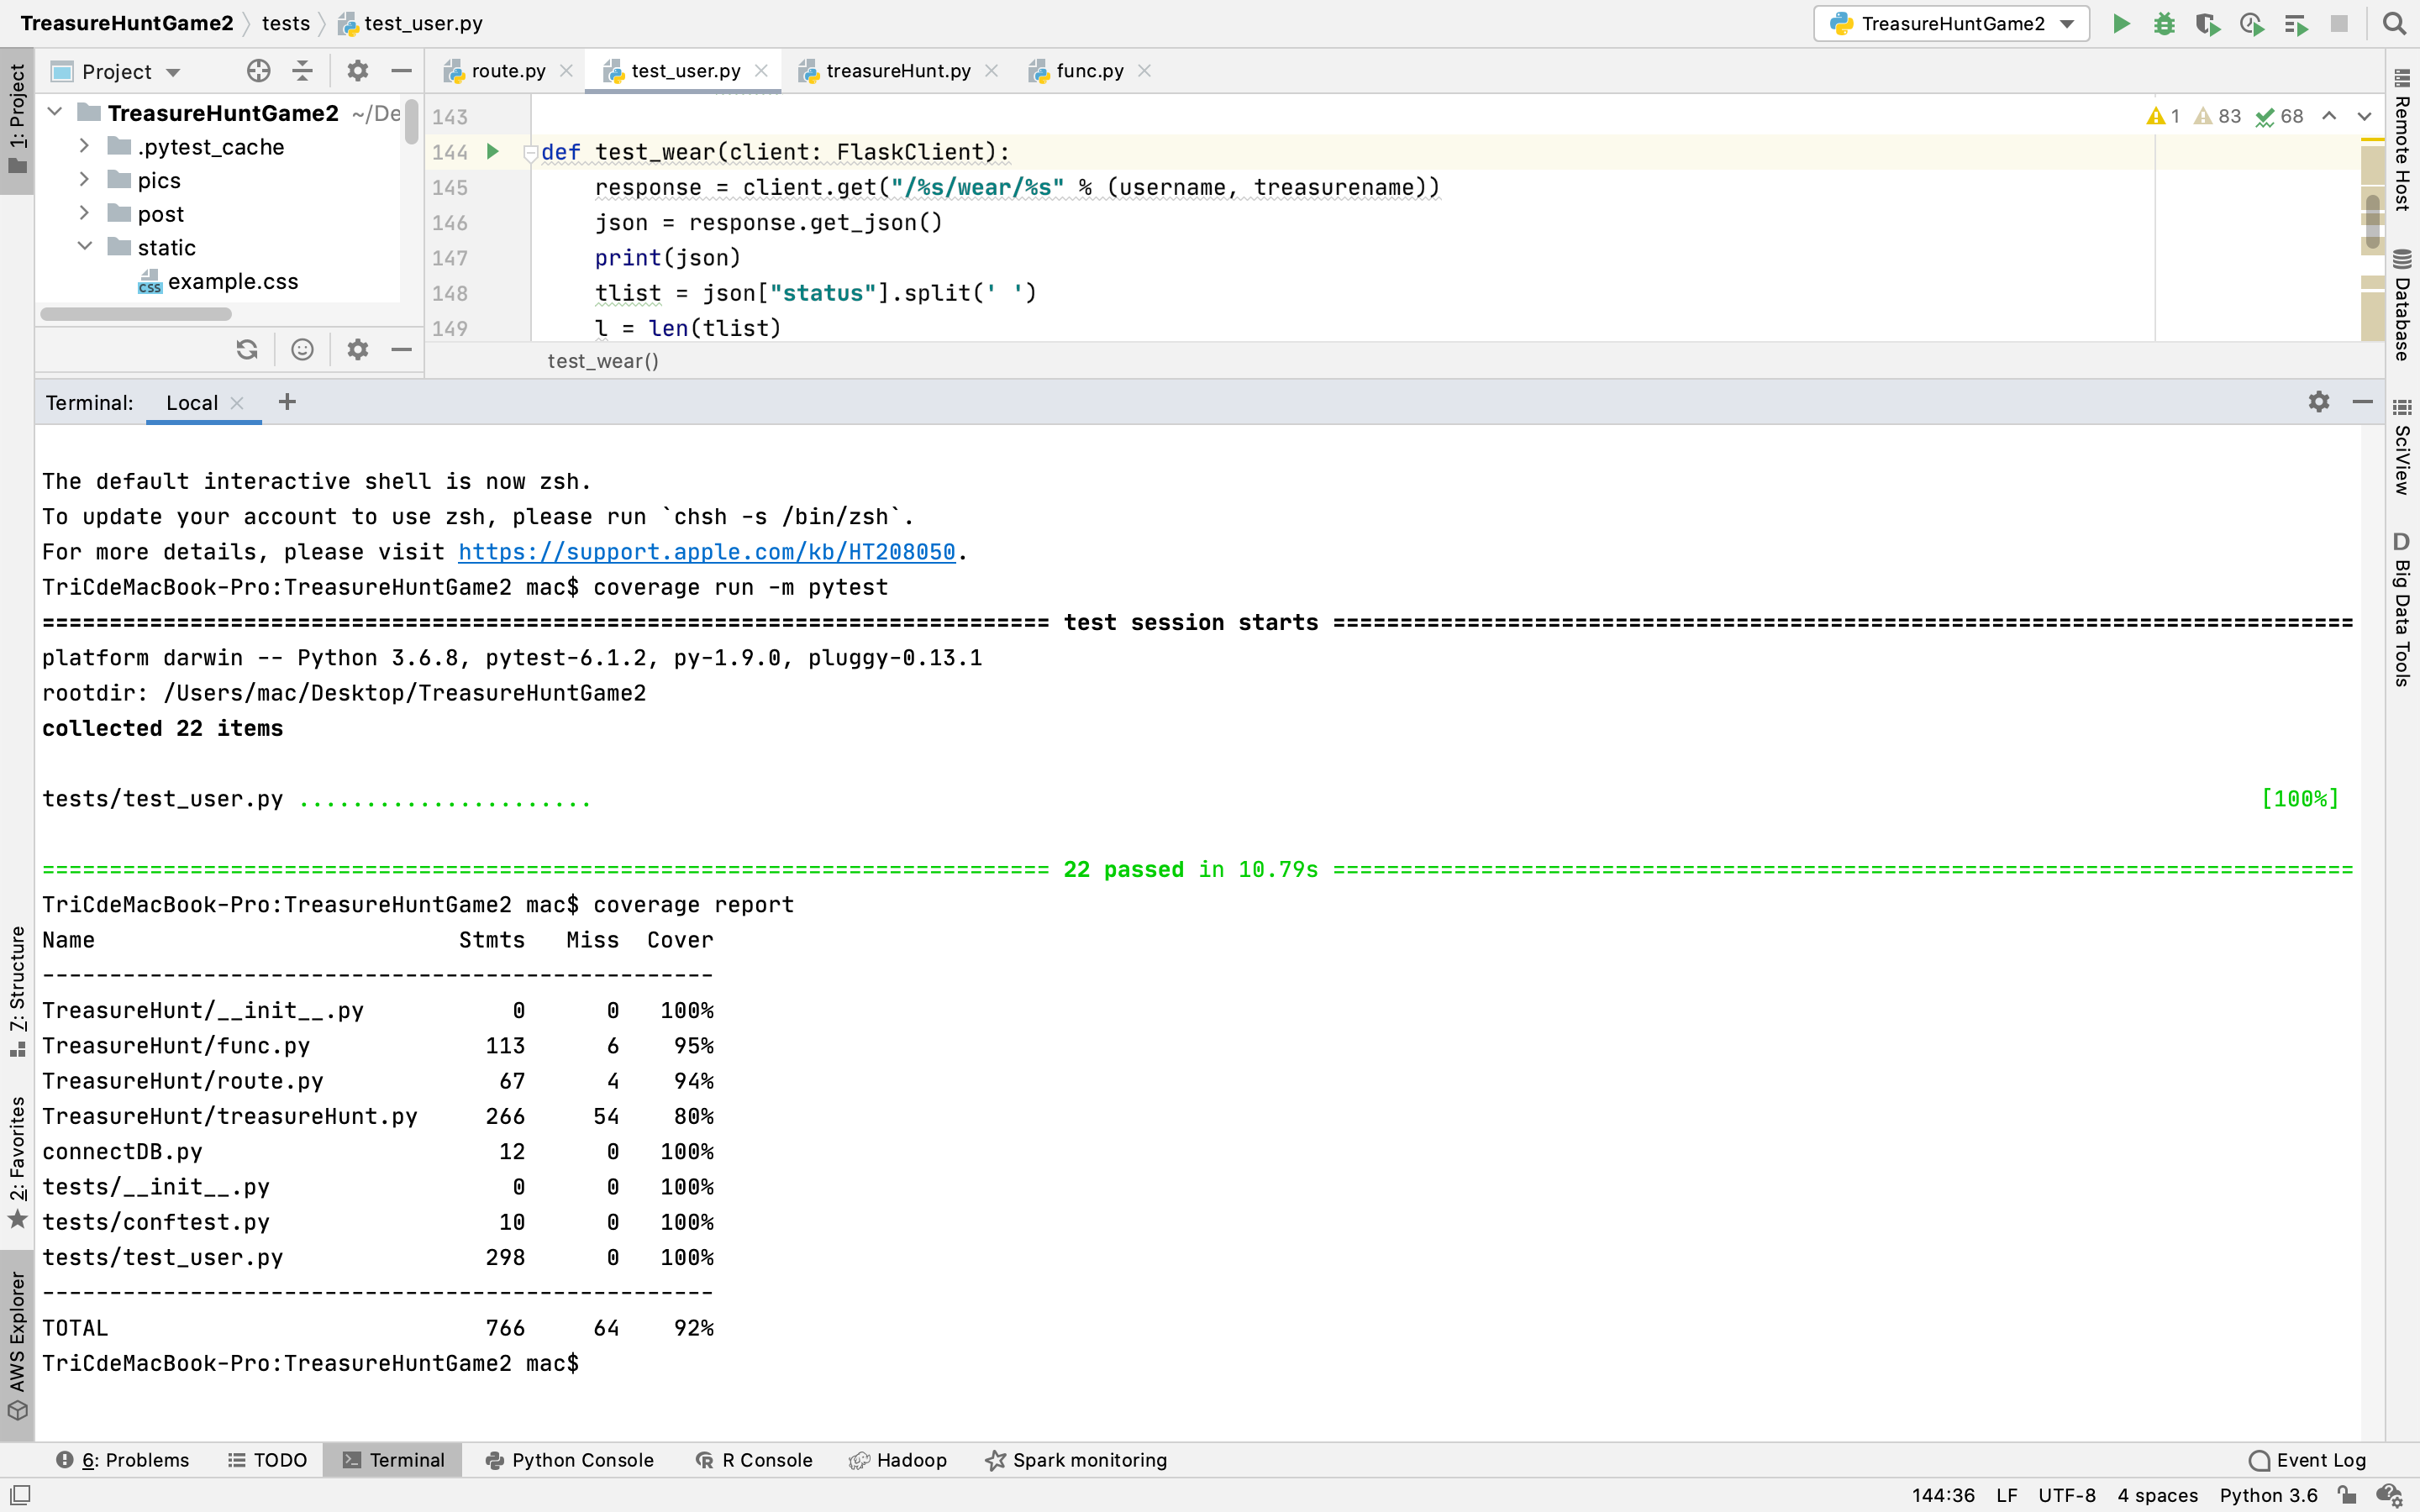 TreasureHuntGame2 tests test_user.py
TreasureHuntGame2
1: Project
Project
route.py test_user.py treasureHunt.py func.py
TreasureHuntGame2 ~/De
.pytest_cache
pics
post
static
CSS example.css
1 83 68
143
144 def test_wear(client: FlaskClient):
145 response = client.get("/%s/wear/%s" % (username, treasurename))
146 json = response.get_json()
147 print(json)
148 tlist = json["status"].split(' ')
149 l = len(tlist)
test_wear()
Terminal: Local +
The default interactive shell is now zsh.
To update your account to use zsh, please run `chsh -s /bin/zsh`.
For more details, please visit https://support.apple.com/kb/HT208050.
TriCdeMacBook-Pro:TreasureHuntGame2 mac$ coverage run -m pytest
=========================================================================== test session starts ============================================================================
platform darwin -- Python 3.6.8, pytest-6.1.2, py-1.9.0, pluggy-0.13.1
rootdir: /Users/mac/Desktop/TreasureHuntGame2
collected 22 items
tests/test_user.py ...................... [100%]
=========================================================================== 22 passed in 10.79s ============================================================================
TriCdeMacBook-Pro:TreasureHuntGame2 mac$ coverage report
Name Stmts Miss Cover
--------------------------------------------------
TreasureHunt/__init__.py 0 0 100%
TreasureHunt/func.py 113 6 95%
TreasureHunt/route.py 67 4 94%
TreasureHunt/treasureHunt.py 266 54 80%
connectDB.py 12 0 100%
tests/__init__.py 0 0 100%
tests/conftest.py 10 0 100%
tests/test_user.py 298 0 100%
--------------------------------------------------
TOTAL 766 64 92%
TriCdeMacBook-Pro:TreasureHuntGame2 mac$
7: Structure
2: Favorites
AWS Explorer
Remote Host
Database
SciView
D Big Data Tools
6: Problems TODO Terminal Python Console R Console Hadoop Spark monitoring Event Log
144:36 LF UTF-8 4 spaces Python 3.6